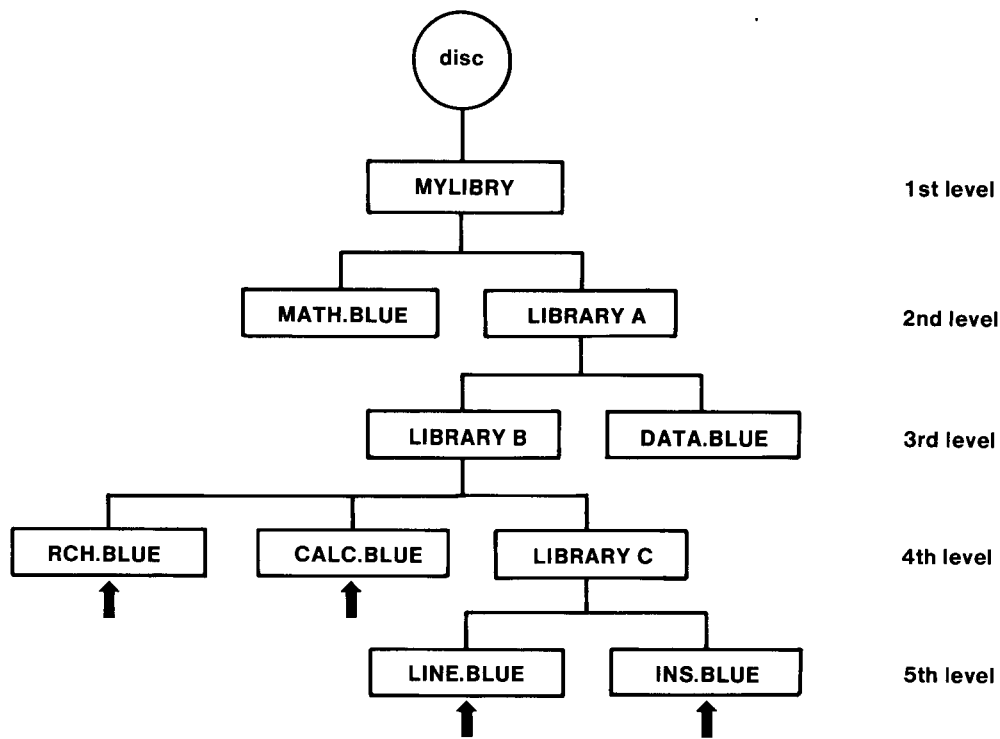 disc
MYLIBRY
1st level
MATH.BLUE
LIBRARY A
2nd level
LIBRARY B
DATA.BLUE
3rd level
RCH.BLUE
CALC.BLUE
LIBRARY C
4th level
LINE.BLUE
INS.BLUE
5th level